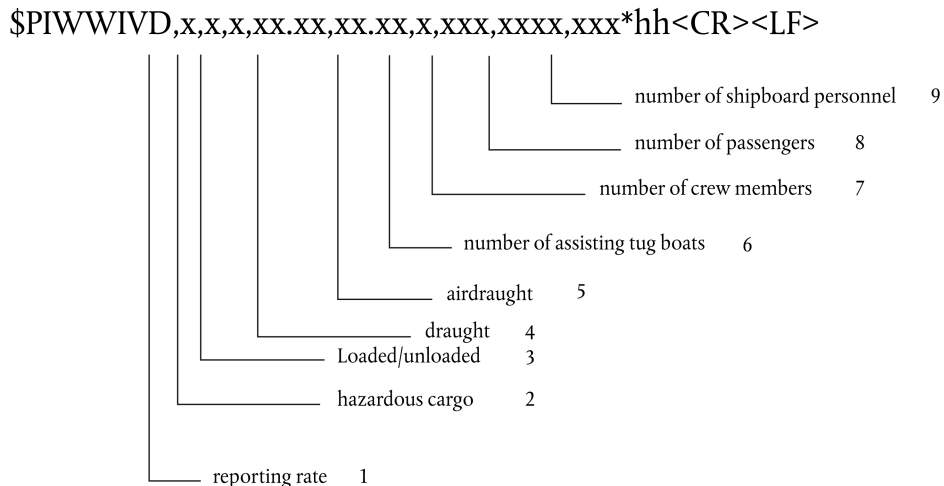 $PIWWIVD,x,x,x,xx.xx,xx.xx,x,xxx,xxxx,xxx*hh<CR><LF>
number of shipboard personnel 9
number of passengers 8
number of crew members 7
number of assisting tug boats 6
airdraught 5
draught 4
Loaded/unloaded 3
hazardous cargo 2
reporting rate 1